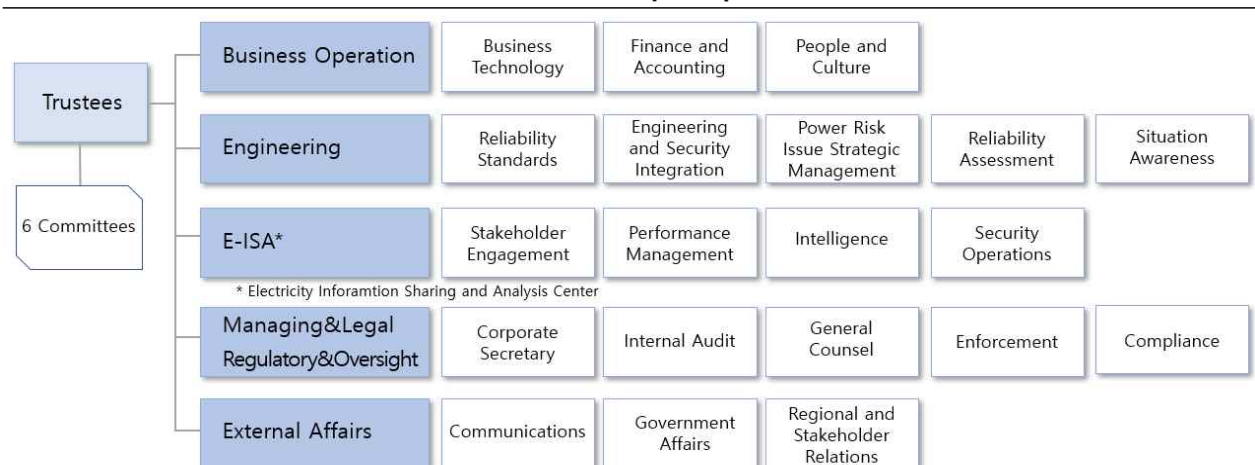 Trustees
6 Committees
Business Operation
Business
Technology
Finance and
Accounting
People and
Culture
Engineering
Reliability
Standards
Engineering
and Security
Integration
Power Risk
Issue Strategic
Management
Reliability
Assessment
Situation
Awareness
E-ISA*
Stakeholder
Engagement
Performance
Management
Intelligence
Security
Operations
* Electricity Inforamtion Sharing and Analysis Center
Managing&Legal
Regulatory&Oversight
Corporate
Secretary
Internal Audit
General
Counsel
Enforcement
Compliance
External Affairs
Communications
Government
Affairs
Regional and
Stakeholder
Relations